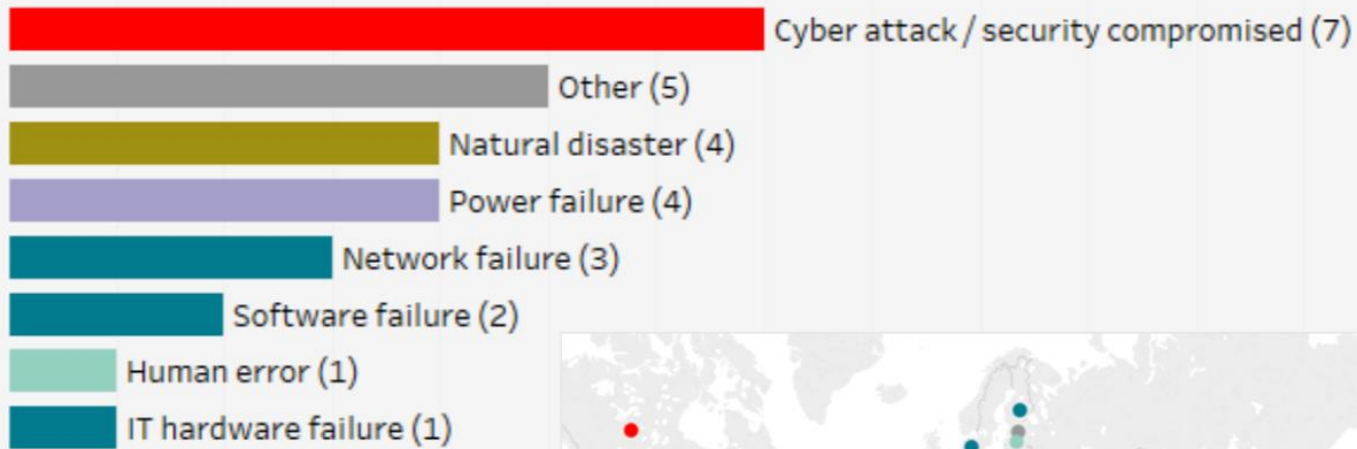 Cyber attack / security compromised (7)
Other (5)
Natural disaster (4)
Power failure (4)
Network failure (3)
Software failure (2)
Human error (1)
IT hardware failure (1)